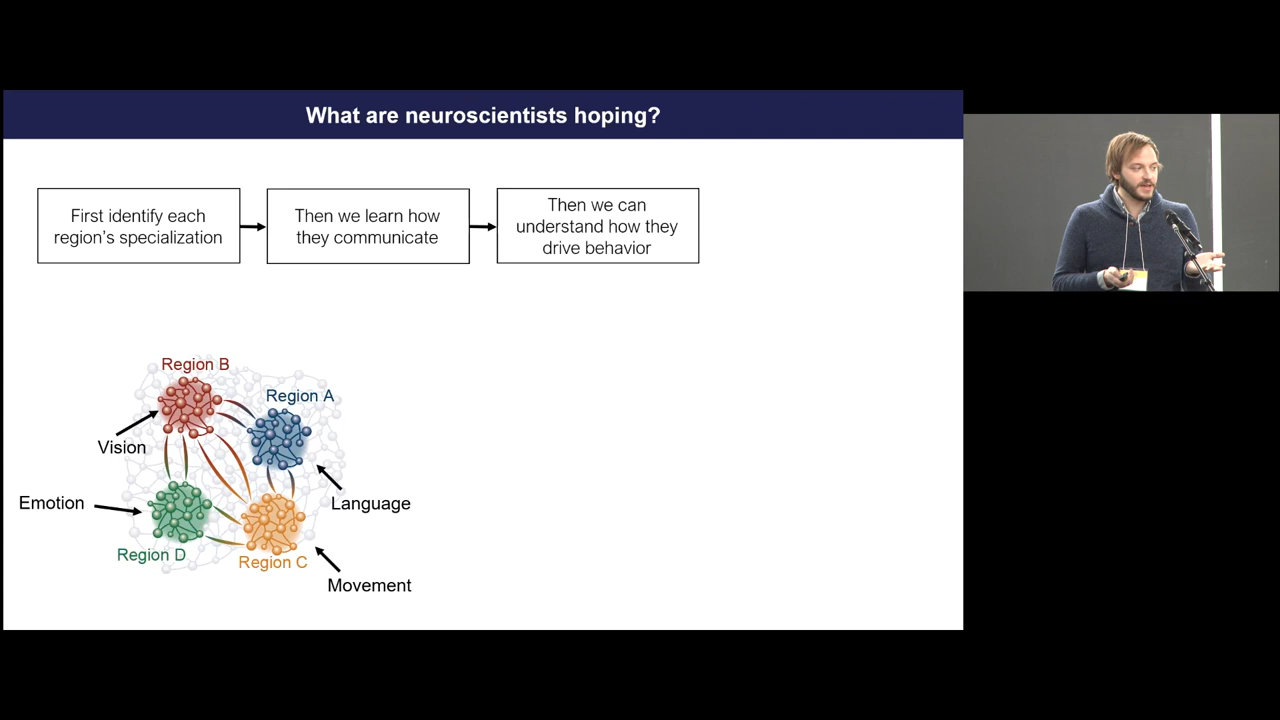 What are neuroscientists hoping?
First identify each
region's specialization
Then we learn how
they communicate
Then we can
understand how they
drive behavior
Region B
Region A
Vision
Emotion
Language
Region D
Region C
Movement